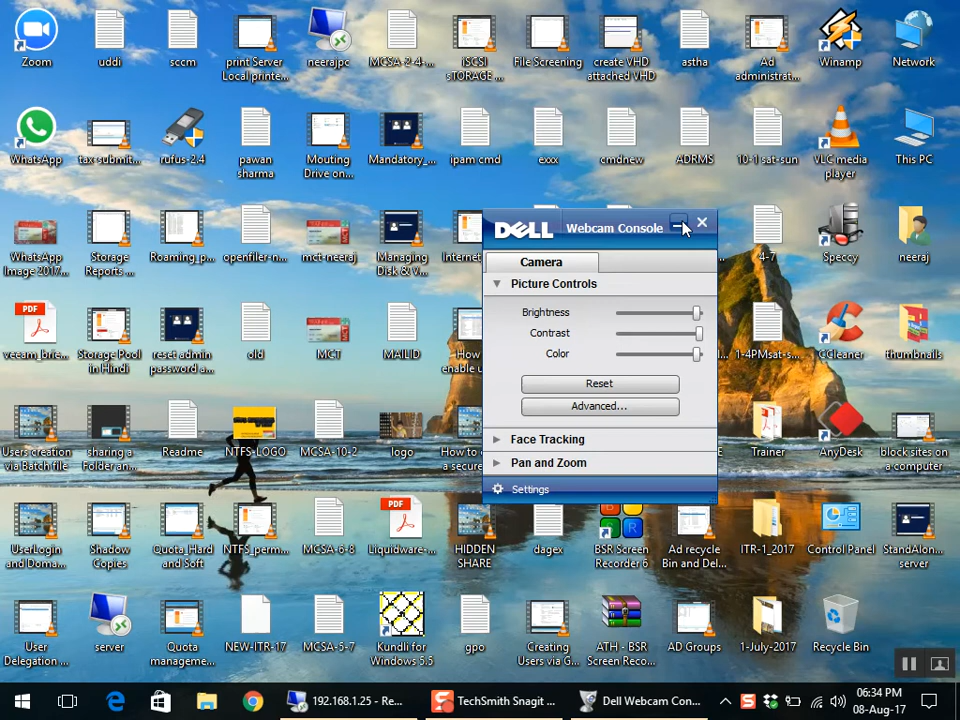 Zoom
uddi
sccm
print Server
Local printe...
neerajpc
MCSA-2-4-...
iSCSI
sTORAGE ...
File Screening
create VHD
attached VHD
astha
Ad
administrat...
Winamp
Network
WhatsApp
tax-submit...
rufus-2.4
pawan
sharma
Mouting
Drive on...
Mandatory_...
ipam cmd
exxx
cmdnew
ADRMS
10-1 sat-sun
VLC media
player
This PC
WhatsApp
Image 2017...
Storage
Reports ...
Roaming_p...
openfiler-n...
mct-neeraj
Managing
Disk & V...
Internet
4-7
Speccy
neeraj
DELL
Webcam Console
Camera
Picture Controls
Brightness
Contrast
Color
Reset
Advanced...
Face Tracking
Pan and Zoom
Settings
PDF
veeam_brie...
Storage Pool
in Hindi
reset admin
password a...
old
MCT
MAILID
How
enable u
1-4PMsat-s...
CCleaner
thumbnails
Users creation
via Batch file
sharing a
Folder an...
Readme
NTFS-LOGO
MCSA-10-2
logo
How to
a secure
Trainer
AnyDesk
block sites on
a computer
UserLogin
and Doma...
Shadow
Copies
Quota_Hard
and Soft
NTFS_perm...
MCSA-6-8
PDF
Liquidware-...
HIDDEN
SHARE
dagex
BSR Screen
Recorder 6
Ad recycle
Bin and Del...
ITR-1_2017
Control Panel
StandAlon...
server
User
Delegation ...
server
Quota
manageme...
NEW-ITR-17
MCSA-5-7
Kundli for
Windows 5.5
gpo
Creating
Users via G...
ATH - BSR
Screen Reco...
AD Groups
1-July-2017
Recycle Bin
192.168.1.25 - Re...
TechSmith Snagit ...
Dell Webcam Con...
06:34 PM
08-Aug-17